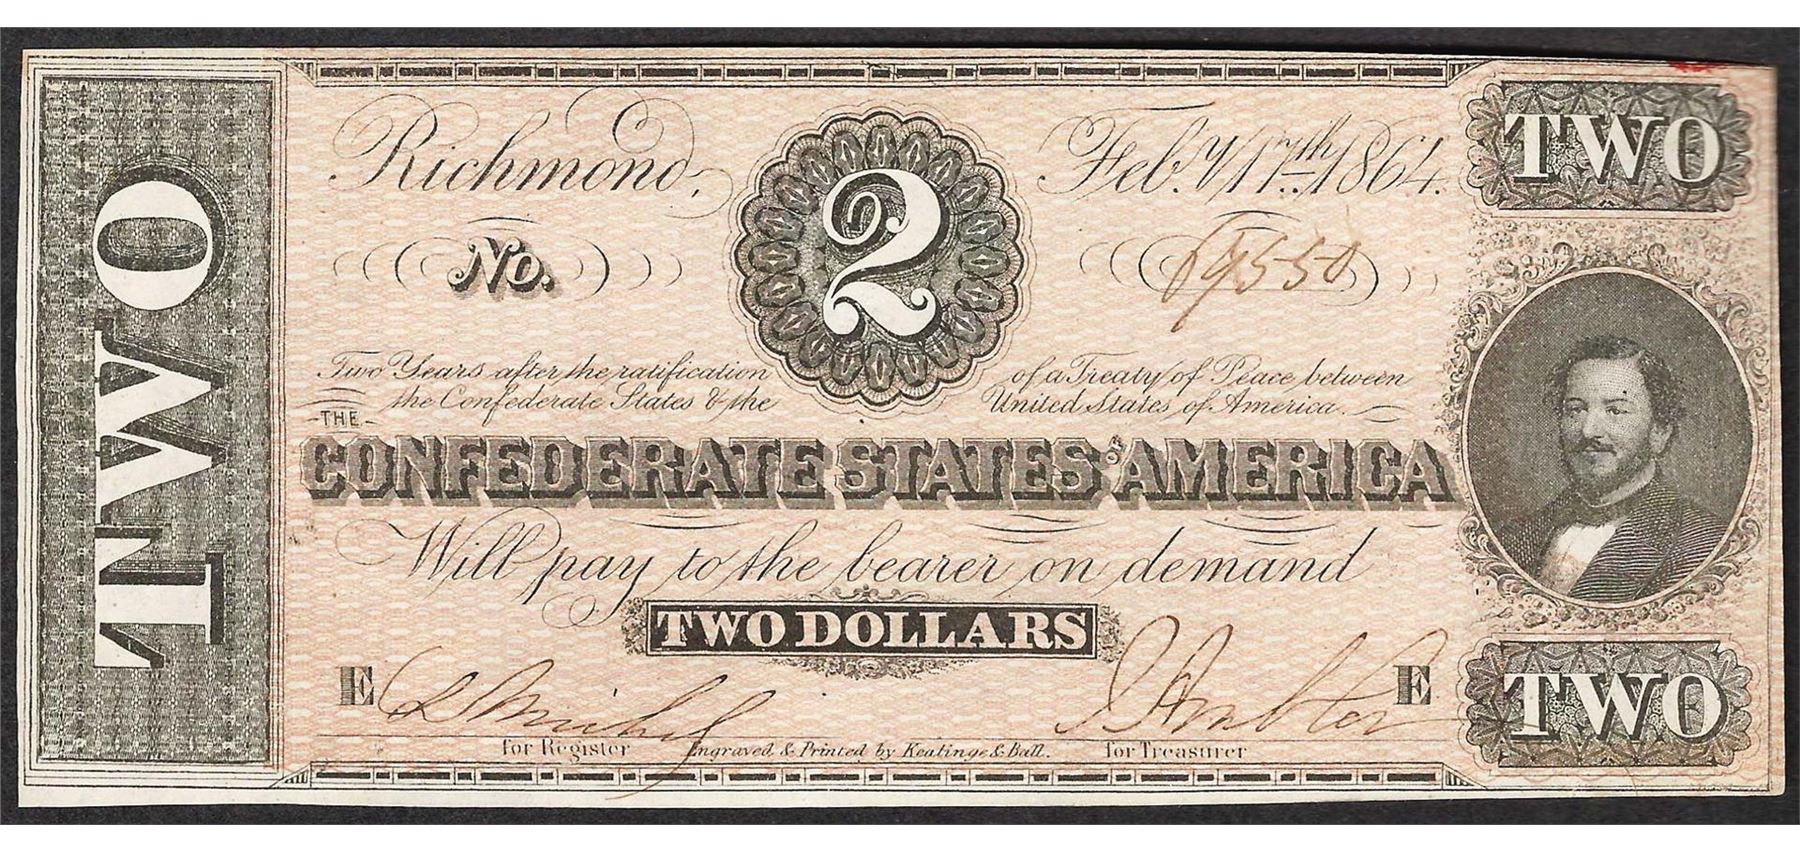 TWO
Richmond,
2
Feb.y 17th 1864.
TWO
No.
69550
Two Years after the ratification of a Treaty of Peace between
the Confederate States & the United States of America.
THE
CONFEDERATE STATES OF AMERICA
Will pay to the bearer on demand
TWO DOLLARS
E
E
TWO
for Register
Engraved & Printed by Keatinge & Ball.
for Treasurer